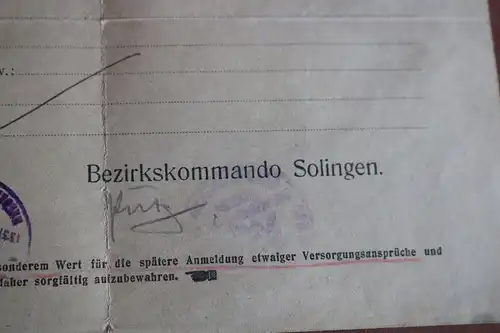 v.:
Bezirkskommando Solingen.
sonderem Wert für die spätere Anmeldung etwaiger Versorgungsansprüche und
daher sorgfältig aufzubewahren.